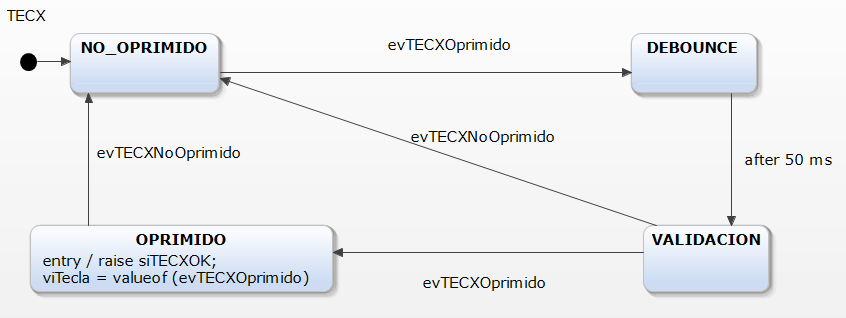 TECX
NO_OPRIMIDO
evTECXOprimido
DEBOUNCE
evTECXNoOprimido
evTECXNoOprimido
after 50 ms
OPRIMIDO
entry / raise siTECXOK;
viTecla = valueof (evTECXOprimido)
VALIDACION
evTECXOprimido